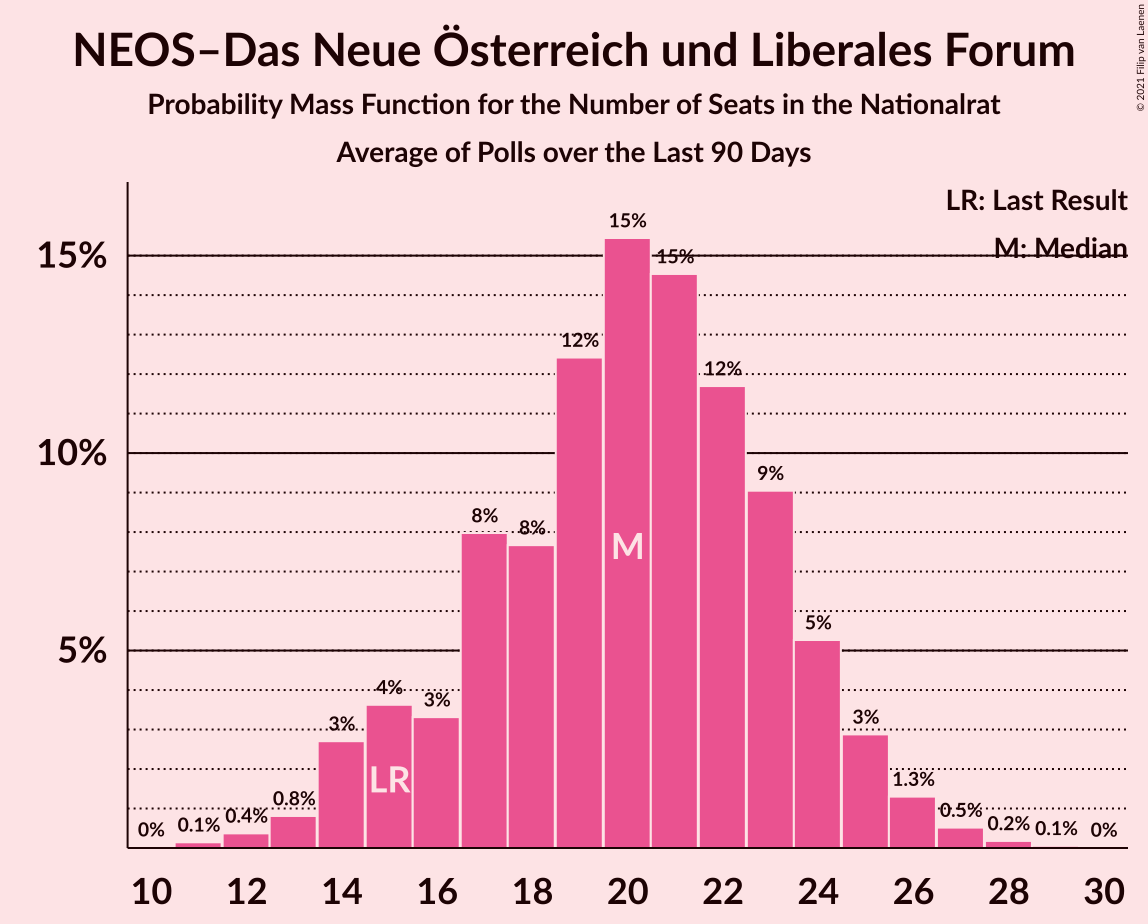 NEOS–Das Neue Österreich und Liberales Forum
Probability Mass Function for the Number of Seats in the Nationalrat
Average of Polls over the Last 90 Days
© 2021 Filip van Laenen
LR: Last Result
M: Median
15%
10%
5%
0%
0.1%
0.4%
0.8%
3%
4%
3%
8%
8%
12%
15%
15%
12%
9%
5%
3%
1.3%
0.5%
0.2%
0.1%
0%
LR
M
10 12 14 16 18 20 22 24 26 28 30